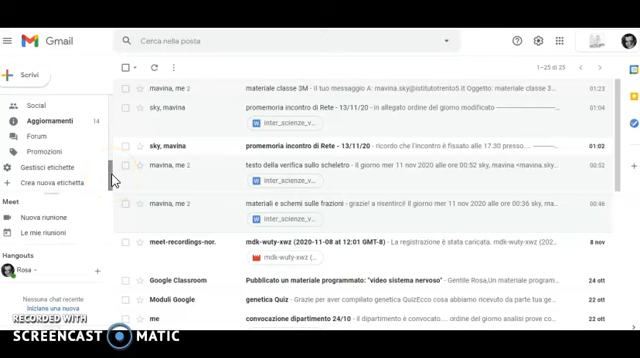 Gmail
Cerca nella posta
Scrivi
1–25 di 25
Social
Aggiornamenti 14
Forum
Promozioni
Gestisci etichette
Crea nuova etichetta
Meet
Nuova riunione
Le mie riunioni
Hangouts
Rosa
Nessuna chat recente
Iniziane una nuova
mavina, me 2 materiale classe 3M - il tuo messaggio A: mavina.sky@istitutotrento5.it Oggetto: materiale classe 3... 01:23
sky, mavina promemoria incontro di Rete - 13/11/20 - in allegato ordine del giorno modificato 01:04
inter_scienze_v...
sky, mavina promemoria incontro di Rete - 13/11/20 - ricordo che l'incontro è fissato alle 17.30 presso... 01:02
mavina, me 2 testo della verifica sullo scheletro - Il giorno mer 11 nov 2020 alle ore 00:52 sky, mavina <mavina.sky... 00:52
inter_scienze_v...
mavina, me 2 materiali e schemi sulle frazioni - grazie! a risentirci! Il giorno mer 11 nov 2020 alle ore 00:36 sky, ma... 00:46
inter_scienze_v...
meet-recordings-nor. mdk-wuty-xwz (2020-11-08 at 12:01 GMT-8) - La registrazione è stata caricata. mdk-wuty-xwz (20... 8 nov
mdk-wuty-xwz (...
Google Classroom Pubblicato un materiale programmato: "video sistema nervoso" - Gentile Rosa,Un materiale program... 24 ott
Moduli Google genetica Quiz - Grazie per aver compilato genetica QuizEcco cosa abbiamo ricevuto da parte tua:ge... 22 ott
me convocazione dipartimento 24/10 - il dipartimento è convocato... ordine del giorno analisi prove co... 22 ott
RECORDED WITH
SCREENCAST MATIC